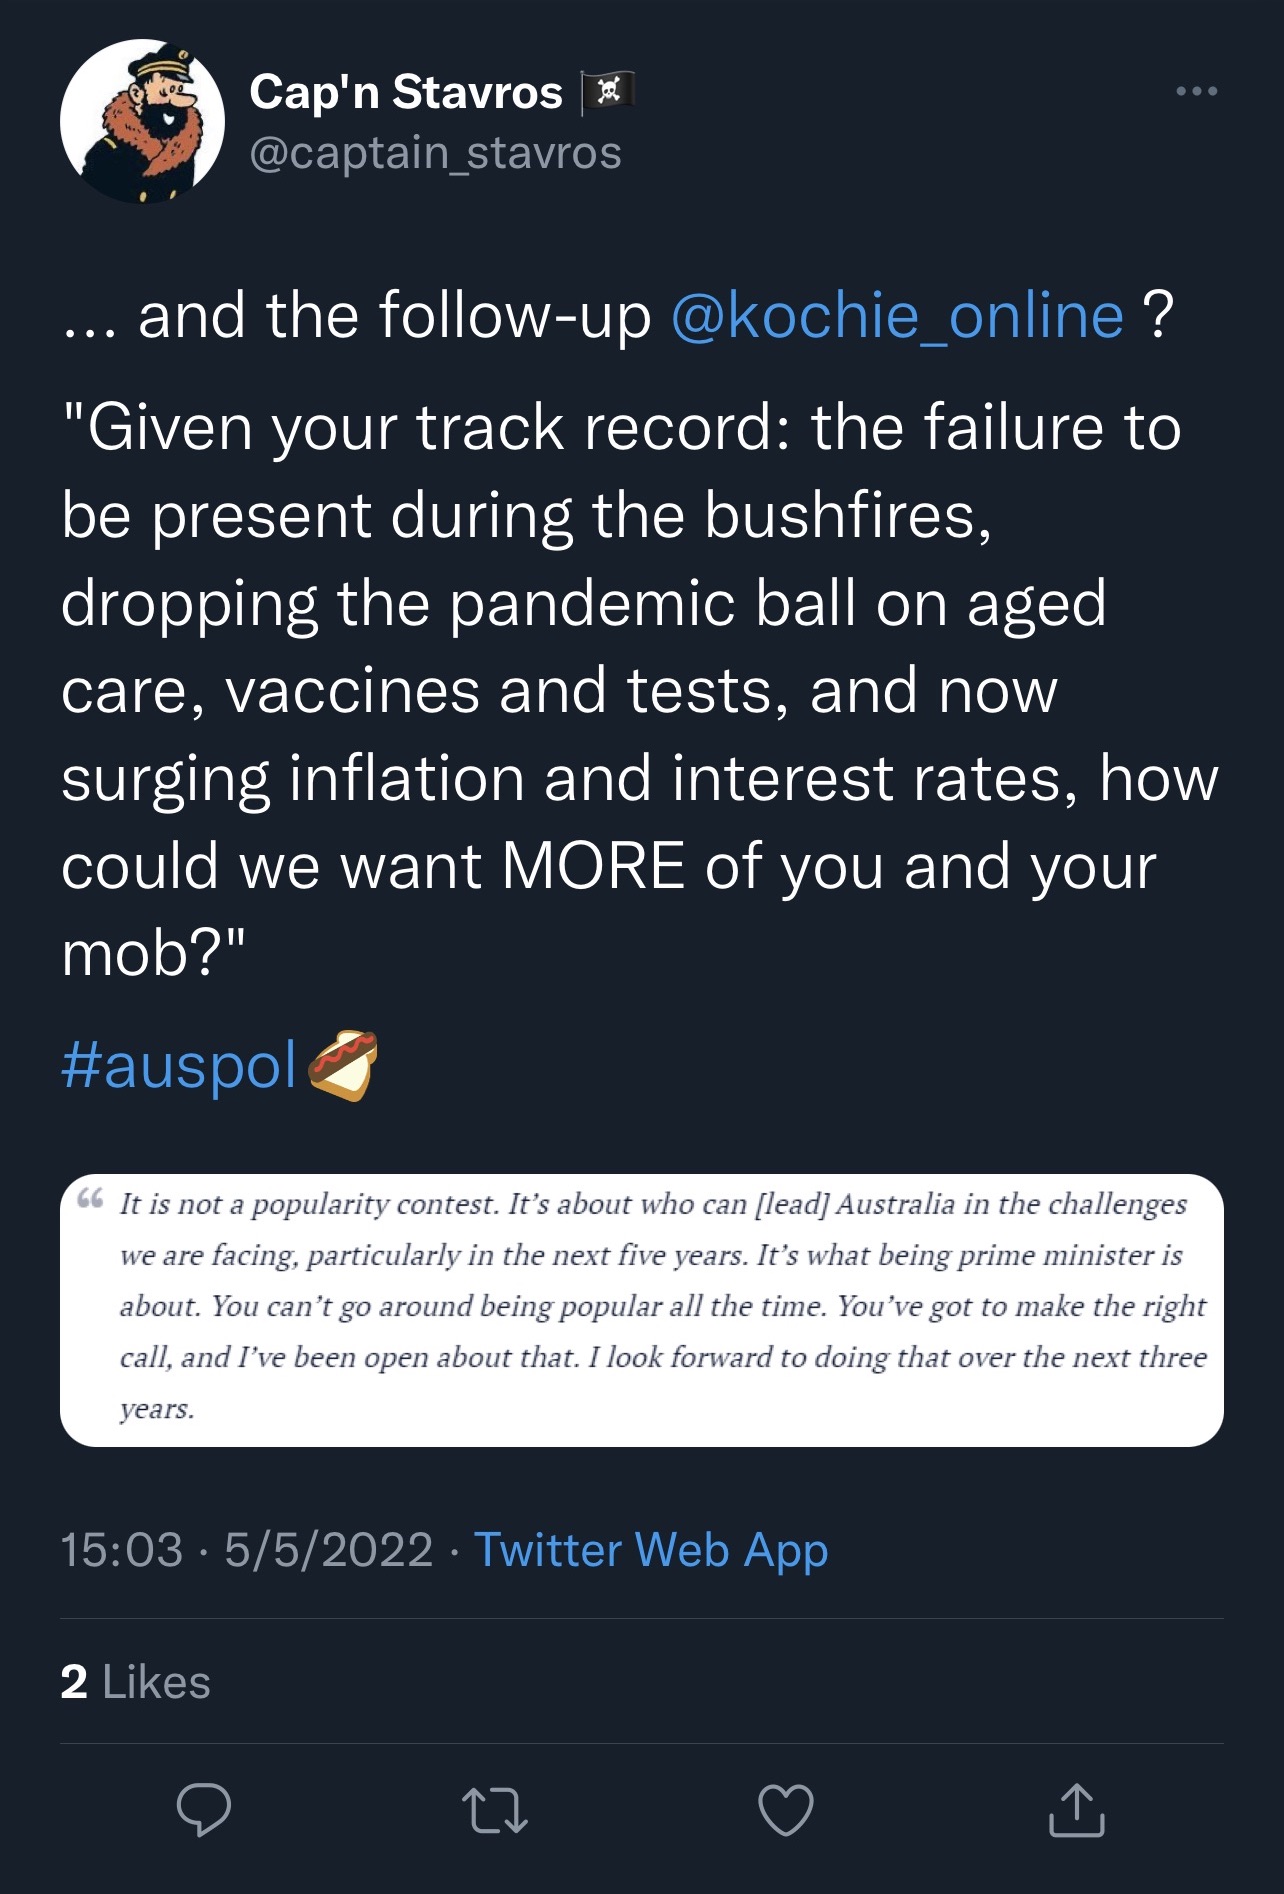 Cap'n Stavros 🏴‍☠️
@captain_stavros
... and the follow-up @kochie_online ?
"Given your track record: the failure to
be present during the bushfires,
dropping the pandemic ball on aged
care, vaccines and tests, and now
surging inflation and interest rates, how
could we want MORE of you and your
mob?"
#auspol
“ It is not a popularity contest. It’s about who can [lead] Australia in the challenges
we are facing, particularly in the next five years. It’s what being prime minister is
about. You can’t go around being popular all the time. You’ve got to make the right
call, and I’ve been open about that. I look forward to doing that over the next three
years.
15:03 · 5/5/2022 · Twitter Web App
2 Likes